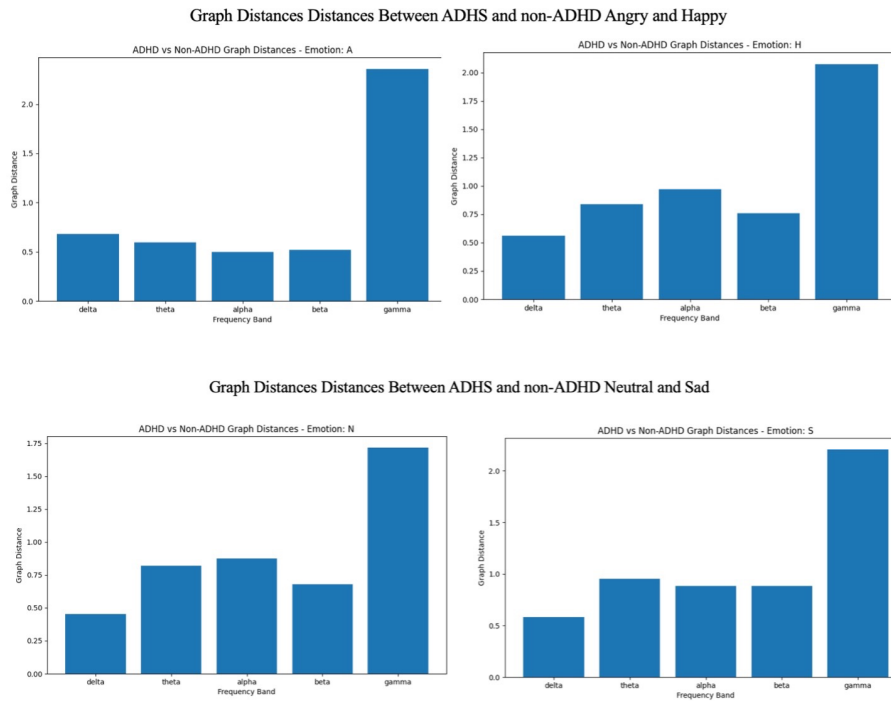 Graph Distances Distances Between ADHS and non-ADHD Angry and Happy
ADHD vs Non-ADHD Graph Distances - Emotion: A
Graph Distance
2.0
1.5
1.0
0.5
0.0
delta theta alpha beta gamma
Frequency Band
ADHD vs Non-ADHD Graph Distances - Emotion: H
Graph Distance
2.00
1.75
1.50
1.25
1.00
0.75
0.50
0.25
0.00
delta theta alpha beta gamma
Frequency Band
Graph Distances Distances Between ADHS and non-ADHD Neutral and Sad
ADHD vs Non-ADHD Graph Distances - Emotion: N
Graph Distance
1.75
1.50
1.25
1.00
0.75
0.50
0.25
0.00
delta theta alpha beta gamma
Frequency Band
ADHD vs Non-ADHD Graph Distances - Emotion: S
Graph Distance
2.0
1.5
1.0
0.5
0.0
delta theta alpha beta gamma
Frequency Band